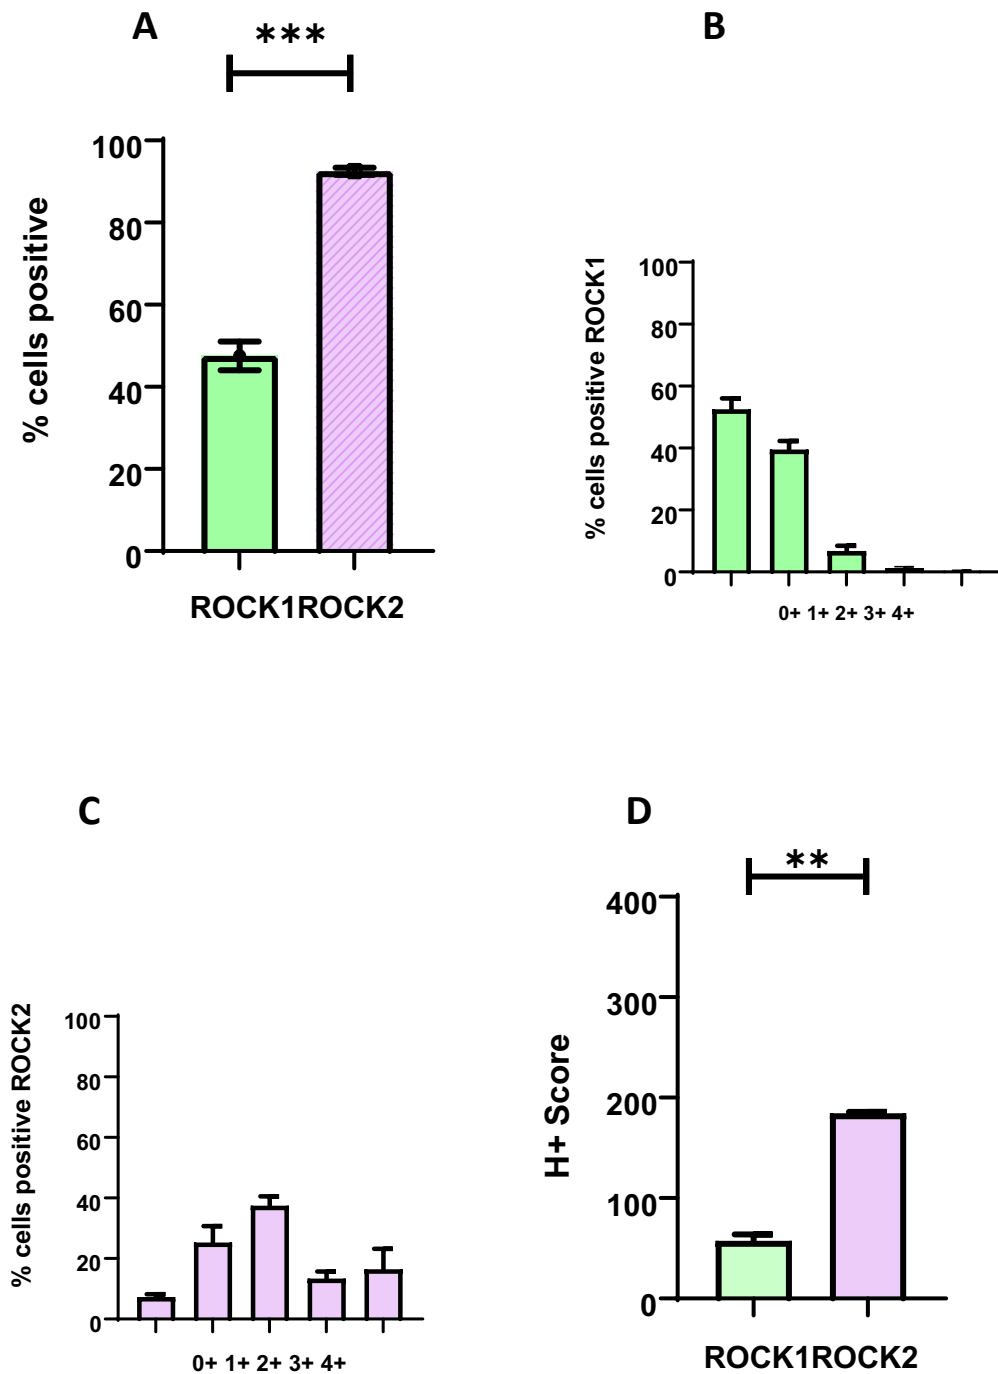 A
***
% cells positive
100
80
60
40
20
0
ROCK1ROCK2
B
% cells positive ROCK1
100
80
60
40
20
0
0+ 1+ 2+ 3+ 4+
C
% cells positive ROCK2
100
80
60
40
20
0
0+ 1+ 2+ 3+ 4+
D
**
H+ Score
400
300
200
100
0
ROCK1ROCK2